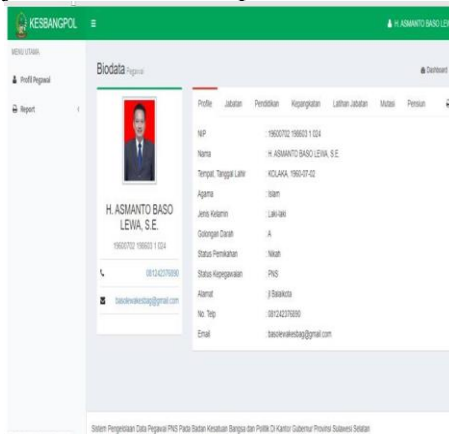 KESBANGPOL
H. ASMANTO BASO LEW
MENU UTAMA
Profil Pegawai
Report
Biodata Pegawai
Dashboard
Profile Jabatan Pendidikan Kepangkatan Latihan Jabatan Mutasi Pensiun
H. ASMANTO BASO
LEWA, S.E.
19600702 198603 1 024
081242376890
basolewakesbag@gmail.com
NIP : 19600702 198603 1 024
Nama : H. ASMANTO BASO LEWA, S.E.
Tempat, Tanggal Lahir : KOLAKA, 1960-07-02
Agama : Islam
Jenis Kelamin : Laki-laki
Golongan Darah : A
Status Pernikahan : Nikah
Status Kepegawaian : PNS
Alamat : jl Balaikota
No. Telp : 081242376890
Email : basolewakesbag@gmail.com
Sistem Pengelolaan Data Pegawai PNS Pada Badan Kesatuan Bangsa dan Politik Di Kantor Gubernur Provinsi Sulawesi Selatan